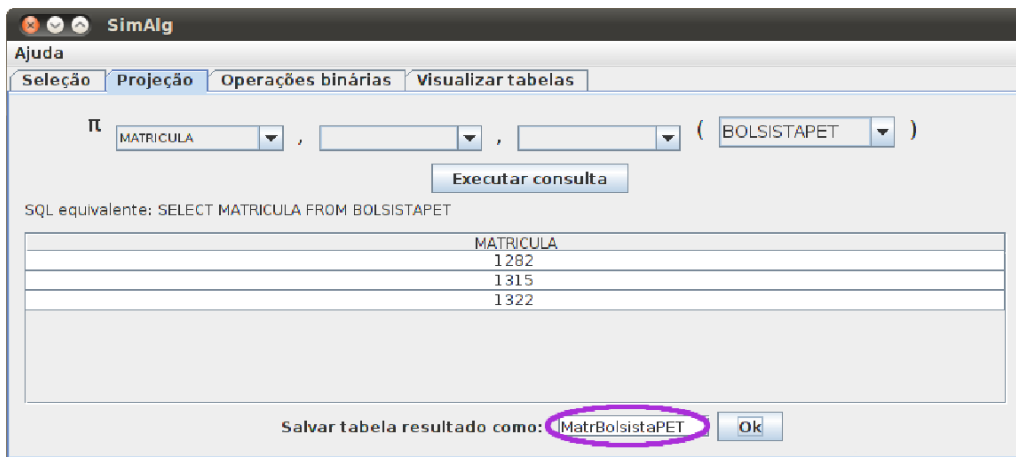 SimAlg
Ajuda
Seleção Projeção Operações binárias Visualizar tabelas
π MATRICULA , , ( BOLSISTAPET )
Executar consulta
SQL equivalente: SELECT MATRICULA FROM BOLSISTAPET
MATRICULA
1282
1315
1322
Salvar tabela resultado como: MatrBolsistaPET Ok